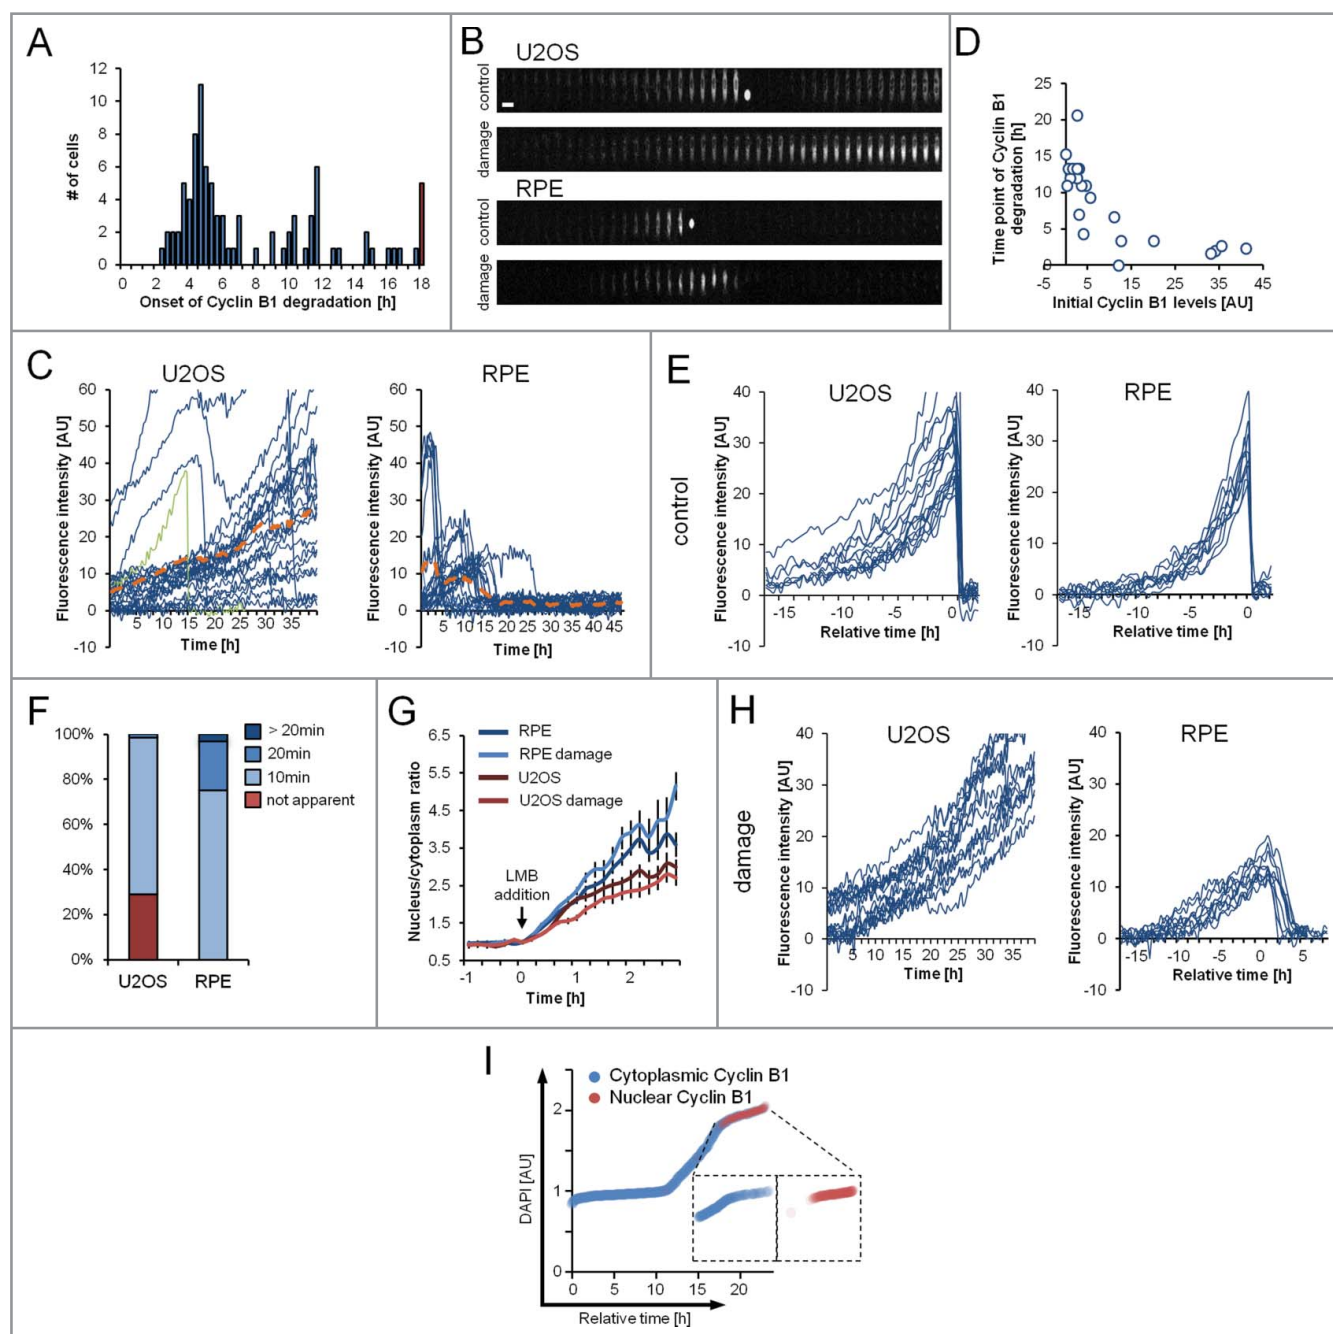 A
12
10
8
6
4
2
0
# of cells
0 2 4 6 8 10 12 14 16 18
Onset of Cyclin B1 degradation [h]
B
U2OS
control
damage
RPE
control
damage
D
25
20
15
10
5
0
Time point of Cyclin B1
degradation [h]
-5 5 15 25 35 45
Initial Cyclin B1 levels [AU]
C
U2OS
60
50
40
30
20
10
0
-10
Fluorescence intensity [AU]
5 10 15 20 25 30 35
Time [h]
RPE
60
50
40
30
20
10
0
-10
Fluorescence intensity [AU]
5 10 15 20 25 30 35 40 45
Time [h]
E
control
U2OS
40
30
20
10
0
-10
Fluorescence intensity [AU]
-15 -10 -5 0
Relative time [h]
RPE
40
30
20
10
0
-10
Fluorescence intensity [AU]
-15 -10 -5 0
Relative time [h]
F
100%
80%
60%
40%
20%
0%
U2OS RPE
> 20min
20min
10min
not apparent
G
RPE
RPE damage
U2OS
U2OS damage
6.5
5.5
4.5
3.5
2.5
1.5
0.5
Nucleus/cytoplasm ratio
LMB
addition
-1 0 2
Time [h]
H
damage
U2OS
40
30
20
10
0
-10
Fluorescence intensity [AU]
5 10 15 20 25 30 35
Time [h]
RPE
40
30
20
10
0
-10
Fluorescence intensity [AU]
-15 -10 -5 0 5
Relative time [h]
I
Cytoplasmic Cyclin B1
Nuclear Cyclin B1
2
1
0
DAPI [AU]
0 5 10 15 20
Relative time [h]